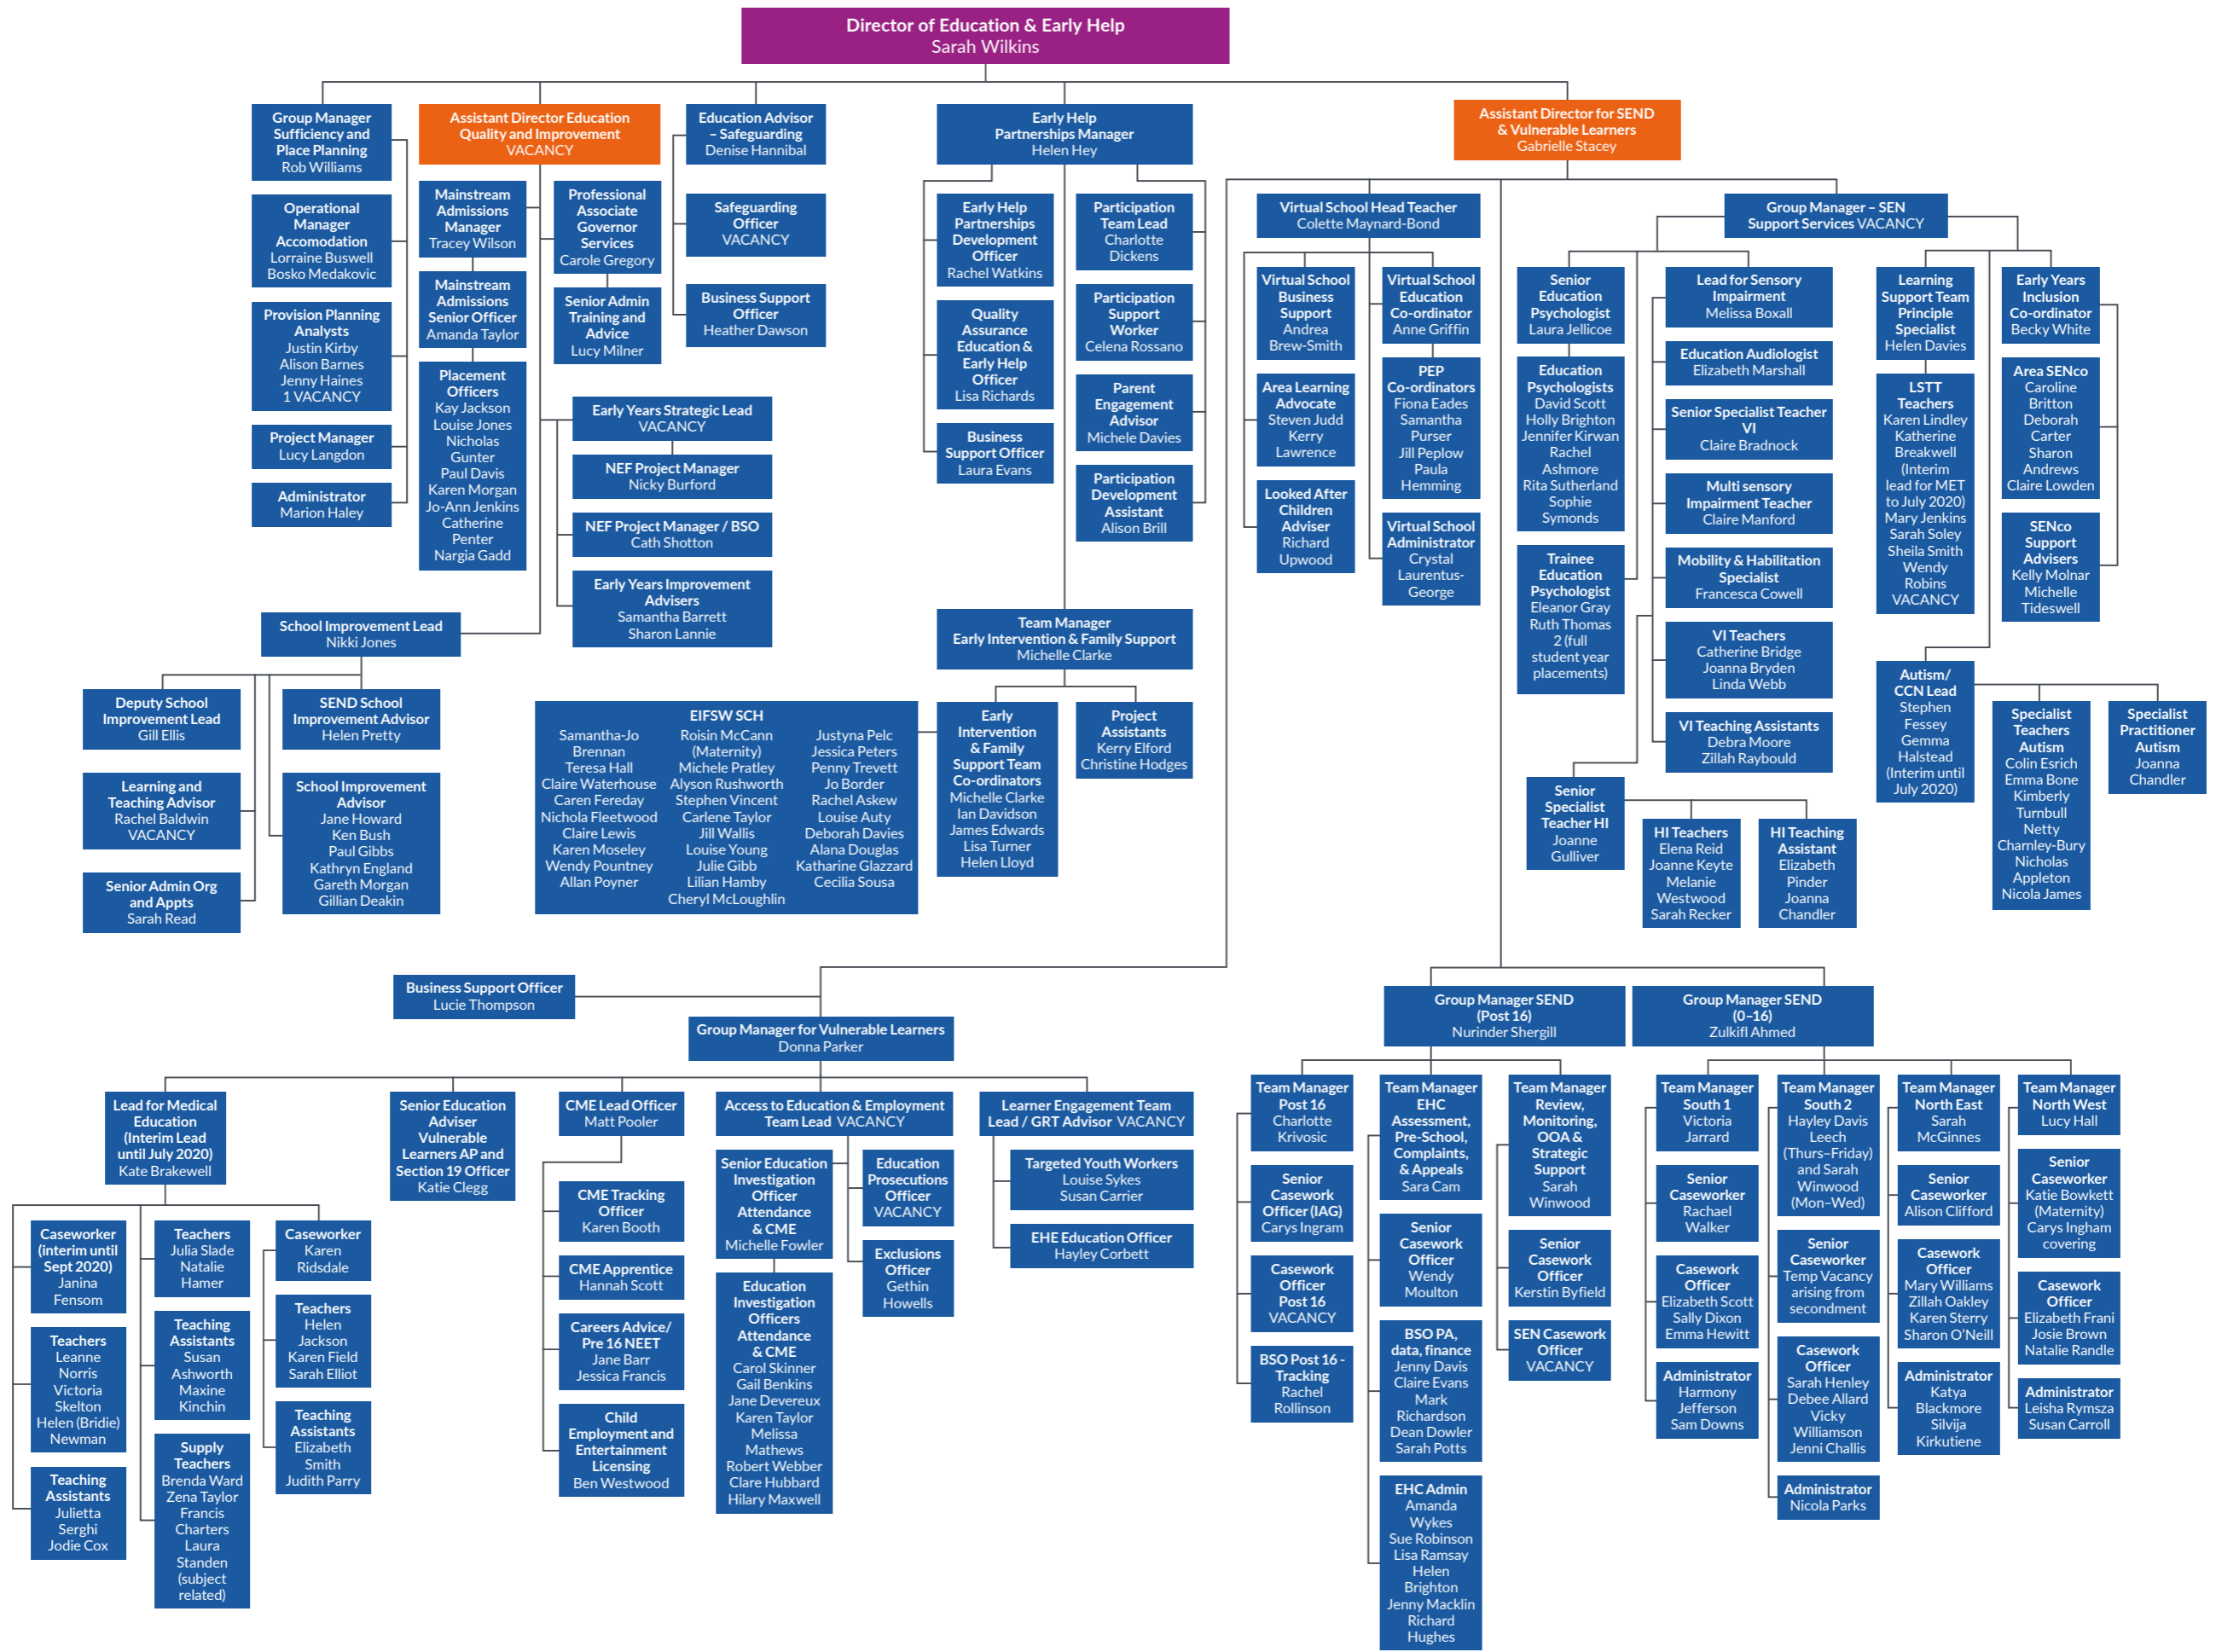 Director of Education & Early Help
Sarah Wilkins
Group Manager
Sufficiency and
Place Planning
Rob Williams
Operational
Manager
Accomodation
Lorraine Buswell
Bosko Medakovic
Provision Planning
Analysts
Justin Kirby
Alison Barnes
Jenny Haines
1 VACANCY
Project Manager
Lucy Langdon
Administrator
Marion Haley
Assistant Director Education
Quality and Improvement
VACANCY
Mainstream
Admissions
Manager
Tracey Wilson
Mainstream
Admissions
Senior Officer
Amanda Taylor
Placement
Officers
Kay Jackson
Louise Jones
Nicholas
Gunter
Paul Davis
Karen Morgan
Jo-Ann Jenkins
Catherine
Penter
Nargia Gadd
Professional
Associate
Governor
Services
Carole Gregory
Senior Admin
Training and
Advice
Lucy Milner
Early Years Strategic Lead
VACANCY
NEF Project Manager
Nicky Burford
NEF Project Manager / BSO
Cath Shotton
Early Years Improvement
Advisers
Samantha Barrett
Sharon Lannie
School Improvement Lead
Nikki Jones
Deputy School
Improvement Lead
Gill Ellis
Learning and
Teaching Advisor
Rachel Baldwin
VACANCY
Senior Admin Org
and Appts
Sarah Read
SEND School
Improvement Advisor
Helen Pretty
School Improvement
Advisor
Jane Howard
Ken Bush
Paul Gibbs
Kathryn England
Gareth Morgan
Gillian Deakin
Education Advisor
– Safeguarding
Denise Hannibal
Safeguarding
Officer
VACANCY
Business Support
Officer
Heather Dawson
Early Help
Partnerships Manager
Helen Hey
Early Help
Partnerships
Development
Officer
Rachel Watkins
Quality
Assurance
Education &
Early Help
Officer
Lisa Richards
Business
Support Officer
Laura Evans
Participation
Team Lead
Charlotte
Dickens
Participation
Support
Worker
Celena Rossano
Parent
Engagement
Advisor
Michele Davies
Participation
Development
Assistant
Alison Brill
Team Manager
Early Intervention & Family Support
Michelle Clarke
Early
Intervention
& Family
Support Team
Co-ordinators
Michelle Clarke
Ian Davidson
James Edwards
Lisa Turner
Helen Lloyd
Project
Assistants
Kerry Elford
Christine Hodges
EIFSW SCH
Samantha-Jo
Brennan
Teresa Hall
Claire Waterhouse
Caren Fereday
Nichola Fleetwood
Claire Lewis
Karen Moseley
Wendy Pountney
Allan Poyner
Roisin McCann
(Maternity)
Michele Pratley
Alyson Rushworth
Stephen Vincent
Carlene Taylor
Jill Wallis
Louise Young
Julie Gibb
Lilian Hamby
Cheryl McLoughlin
Justyna Pelc
Jessica Peters
Penny Trevett
Jo Border
Rachel Askew
Louise Auty
Deborah Davies
Alana Douglas
Katharine Glazzard
Cecilia Sousa
Assistant Director for SEND
& Vulnerable Learners
Gabrielle Stacey
Virtual School Head Teacher
Colette Maynard-Bond
Virtual School
Business
Support
Andrea
Brew-Smith
Area Learning
Advocate
Steven Judd
Kerry
Lawrence
Looked After
Children
Adviser
Richard
Upwood
Virtual School
Education
Co-ordinator
Anne Griffin
PEP
Co-ordinators
Fiona Eades
Samantha
Purser
Jill Peplow
Paula
Hemming
Virtual School
Administrator
Crystal
Laurentus-
George
Group Manager – SEN
Support Services VACANCY
Senior
Education
Psychologist
Laura Jellicoe
Education
Psychologists
David Scott
Holly Brighton
Jennifer Kirwan
Rachel
Ashmore
Rita Sutherland
Sophie
Symonds
Trainee
Education
Psychologist
Eleanor Gray
Ruth Thomas
2 (full
student year
placements)
Lead for Sensory
Impairment
Melissa Boxall
Education Audiologist
Elizabeth Marshall
Senior Specialist Teacher
VI
Claire Bradnock
Multi sensory
Impairment Teacher
Claire Manford
Mobility & Habilitation
Specialist
Francesca Cowell
VI Teachers
Catherine Bridge
Joanna Bryden
Linda Webb
VI Teaching Assistants
Debra Moore
Zillah Raybould
Senior
Specialist
Teacher HI
Joanne
Gulliver
HI Teachers
Elena Reid
Joanne Keyte
Melanie
Westwood
Sarah Recker
HI Teaching
Assistant
Elizabeth
Pinder
Joanna
Chandler
Learning
Support Team
Principle
Specialist
Helen Davies
LSTT
Teachers
Karen Lindley
Katherine
Breakwell
(Interim
lead for MET
to July 2020)
Mary Jenkins
Sarah Soley
Sheila Smith
Wendy
Robins
VACANCY
Early Years
Inclusion
Co-ordinator
Becky White
Area SENco
Caroline
Britton
Deborah
Carter
Sharon
Andrews
Claire Lowden
SENco
Support
Advisers
Kelly Molnar
Michelle
Tideswell
Autism/
CCN Lead
Stephen
Fessey
Gemma
Halstead
(Interim until
July 2020)
Specialist
Teachers
Autism
Colin Esrich
Emma Bone
Kimberly
Turnbull
Netty
Charnley-Bury
Nicholas
Appleton
Nicola James
Specialist
Practitioner
Autism
Joanna
Chandler
Business Support Officer
Lucie Thompson
Group Manager for Vulnerable Learners
Donna Parker
Lead for Medical
Education
(Interim Lead
until July 2020)
Kate Brakewell
Caseworker
(interim until
Sept 2020)
Janina
Fensom
Teachers
Leanne
Norris
Victoria
Skelton
Helen (Bridie)
Newman
Teaching
Assistants
Julietta
Serghi
Jodie Cox
Teachers
Julia Slade
Natalie
Hamer
Teaching
Assistants
Susan
Ashworth
Maxine
Kinchin
Supply
Teachers
Brenda Ward
Zena Taylor
Francis
Charters
Laura
Standen
(subject
related)
Caseworker
Karen
Ridsdale
Teachers
Helen
Jackson
Karen Field
Sarah Elliot
Teaching
Assistants
Elizabeth
Smith
Judith Parry
Senior Education
Adviser
Vulnerable
Learners AP and
Section 19 Officer
Katie Clegg
CME Lead Officer
Matt Pooler
CME Tracking
Officer
Karen Booth
CME Apprentice
Hannah Scott
Careers Advice/
Pre 16 NEET
Jane Barr
Jessica Francis
Child
Employment and
Entertainment
Licensing
Ben Westwood
Access to Education & Employment
Team Lead VACANCY
Senior Education
Investigation
Officer
Attendance
& CME
Michelle Fowler
Education
Investigation
Officers
Attendance
& CME
Carol Skinner
Gail Benkins
Jane Devereux
Karen Taylor
Melissa
Mathews
Robert Webber
Clare Hubbard
Hilary Maxwell
Education
Prosecutions
Officer
VACANCY
Exclusions
Officer
Gethin
Howells
Learner Engagement Team
Lead / GRT Advisor VACANCY
Targeted Youth Workers
Louise Sykes
Susan Carrier
EHE Education Officer
Hayley Corbett
Group Manager SEND
(Post 16)
Nurinder Shergill
Team Manager
Post 16
Charlotte
Krivosic
Senior
Casework
Officer (IAG)
Carys Ingram
Casework
Officer
Post 16
VACANCY
BSO Post 16 -
Tracking
Rachel
Rollinson
Team Manager
EHC
Assessment,
Pre-School,
Complaints,
& Appeals
Sara Cam
Senior
Casework
Officer
Wendy
Moulton
BSO PA,
data, finance
Jenny Davis
Claire Evans
Mark
Richardson
Dean Dowler
Sarah Potts
EHC Admin
Amanda
Wykes
Sue Robinson
Lisa Ramsay
Helen
Brighton
Jenny Macklin
Richard
Hughes
Team Manager
Review,
Monitoring,
OOA &
Strategic
Support
Sarah
Winwood
Senior
Casework
Officer
Kerstin Byfield
SEN Casework
Officer
VACANCY
Group Manager SEND
(0–16)
Zulkifl Ahmed
Team Manager
South 1
Victoria
Jarrard
Senior
Caseworker
Rachael
Walker
Casework
Officer
Elizabeth Scott
Sally Dixon
Emma Hewitt
Administrator
Harmony
Jefferson
Sam Downs
Team Manager
South 2
Hayley Davis
Leech
(Thurs–Friday)
and Sarah
Winwood
(Mon–Wed)
Senior
Caseworker
Temp Vacancy
arising from
secondment
Casework
Officer
Sarah Henley
Debee Allard
Vicky
Williamson
Jenni Challis
Administrator
Nicola Parks
Team Manager
North East
Sarah
McGinnes
Senior
Caseworker
Alison Clifford
Casework
Officer
Mary Williams
Zillah Oakley
Karen Sterry
Sharon O'Neill
Administrator
Katya
Blackmore
Silvija
Kirkutiene
Team Manager
North West
Lucy Hall
Senior
Caseworker
Katie Bowkett
(Maternity)
Carys Ingham
covering
Casework
Officer
Elizabeth Frani
Josie Brown
Natalie Randle
Administrator
Leisha Rymsza
Susan Carroll